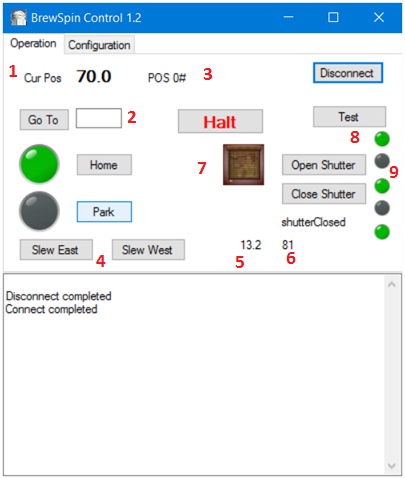 BrewSpin Control 1.2
Operation Configuration
1 Cur Pos 70.0 POS 0# 3 Disconnect
Go To 2 Halt Test
8
7 Open Shutter 9
Home
Close Shutter
Park
shutterClosed
Slew East 4 Slew West 13.2 81
5 6
Disconnect completed
Connect completed